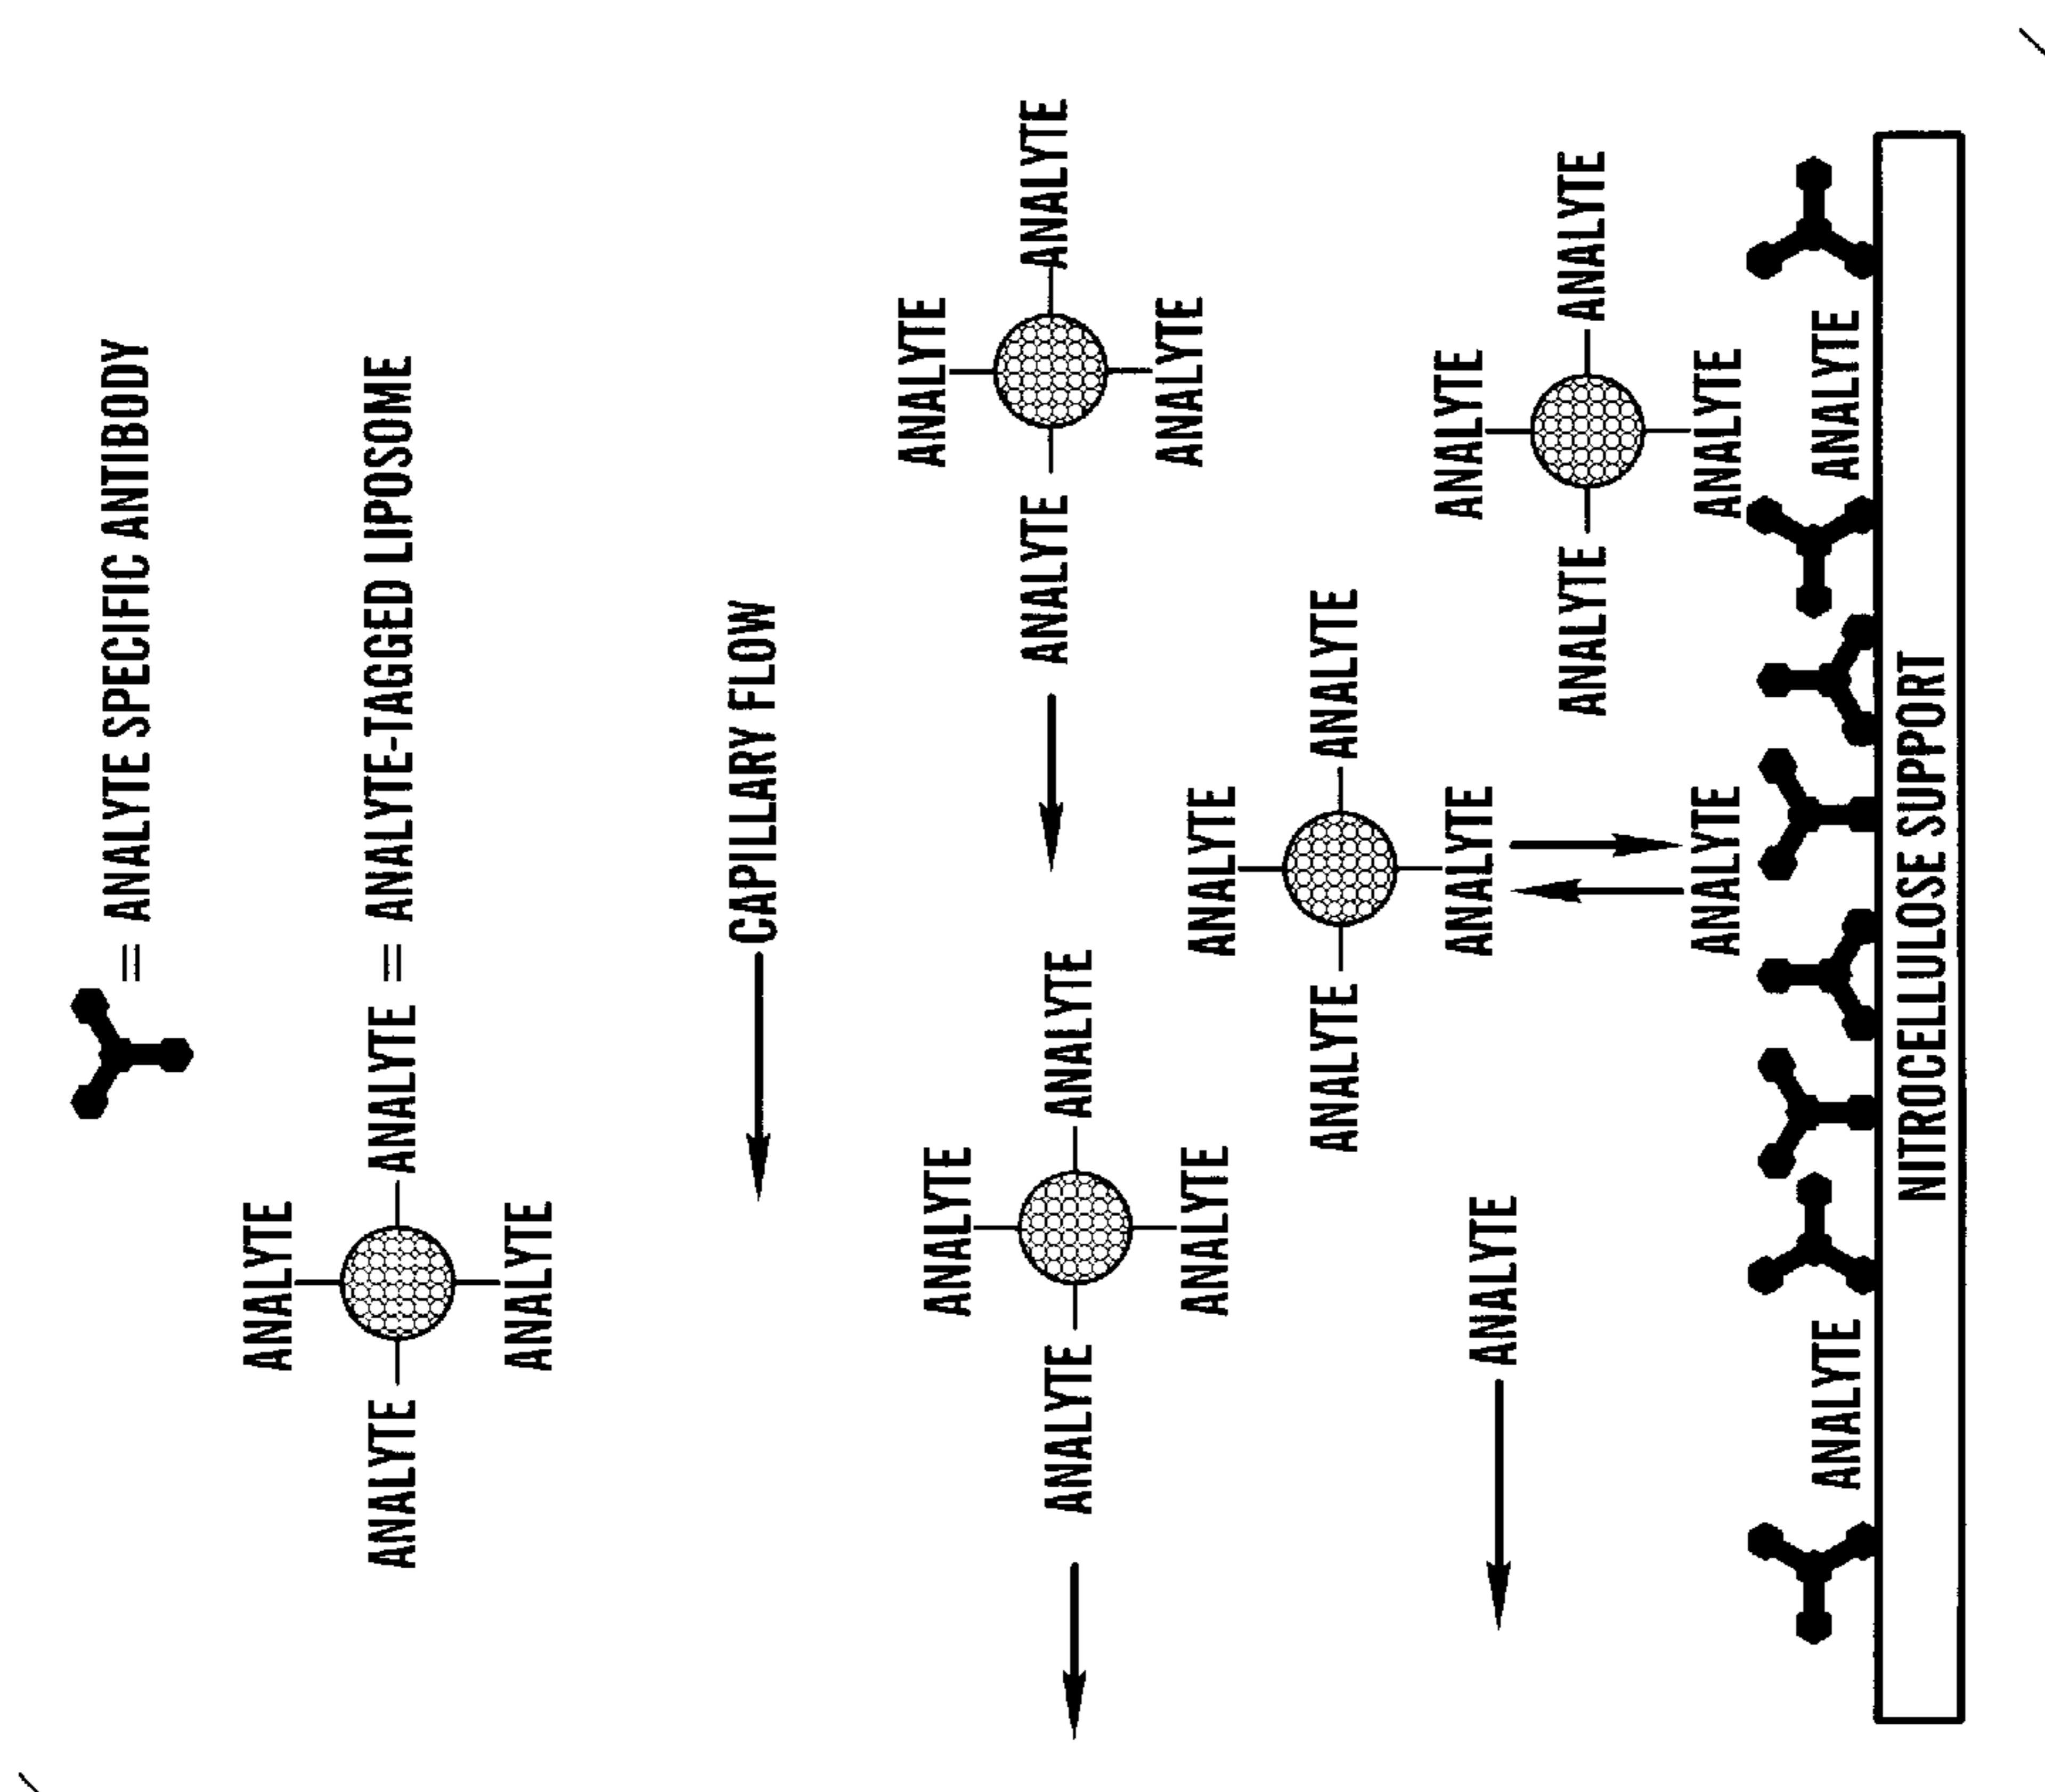 = ANALYTE SPECIFIC ANTIBODY
ANALYTE
ANALYTE ANALYTE = ANALYTE-TAGGED LIPOSOME
ANALYTE
CAPILLARY FLOW
ANALYTE ANALYTE
ANALYTE ANALYTE ANALYTE ANALYTE
ANALYTE ANALYTE
ANALYTE
ANALYTE ANALYTE
ANALYTE ANALYTE ANALYTE
ANALYTE ANALYTE
ANALYTE ANALYTE
ANALYTE ANALYTE
NITROCELLULOSE SUPPORT